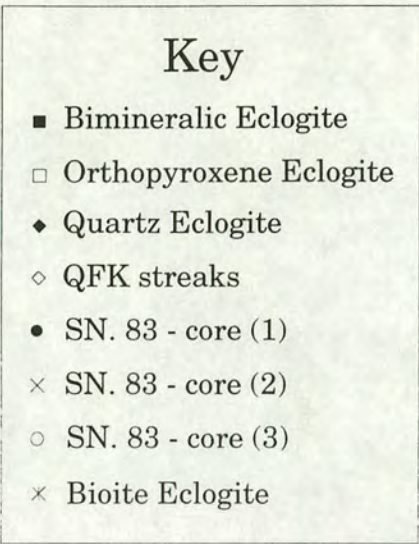 Key
Bimineralic Eclogite
Orthopyroxene Eclogite
Quartz Eclogite
QFK streaks
SN. 83 - core (1)
SN. 83 - core (2)
SN. 83 - core (3)
Bioite Eclogite